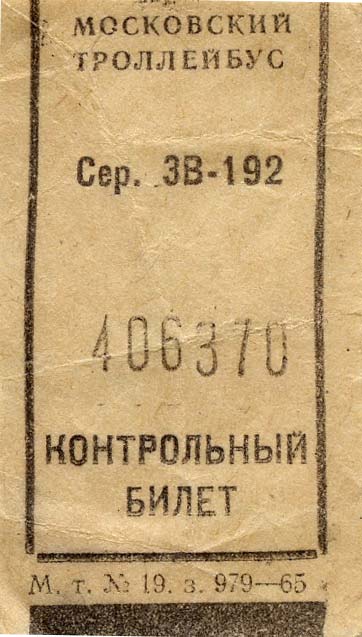 МОСКОВСКИЙ
ТРОЛЛЕЙБУС
Сер. ЗВ-192
406370
КОНТРОЛЬНЫЙ
БИЛЕТ
М. т. № 19. з. 979—65